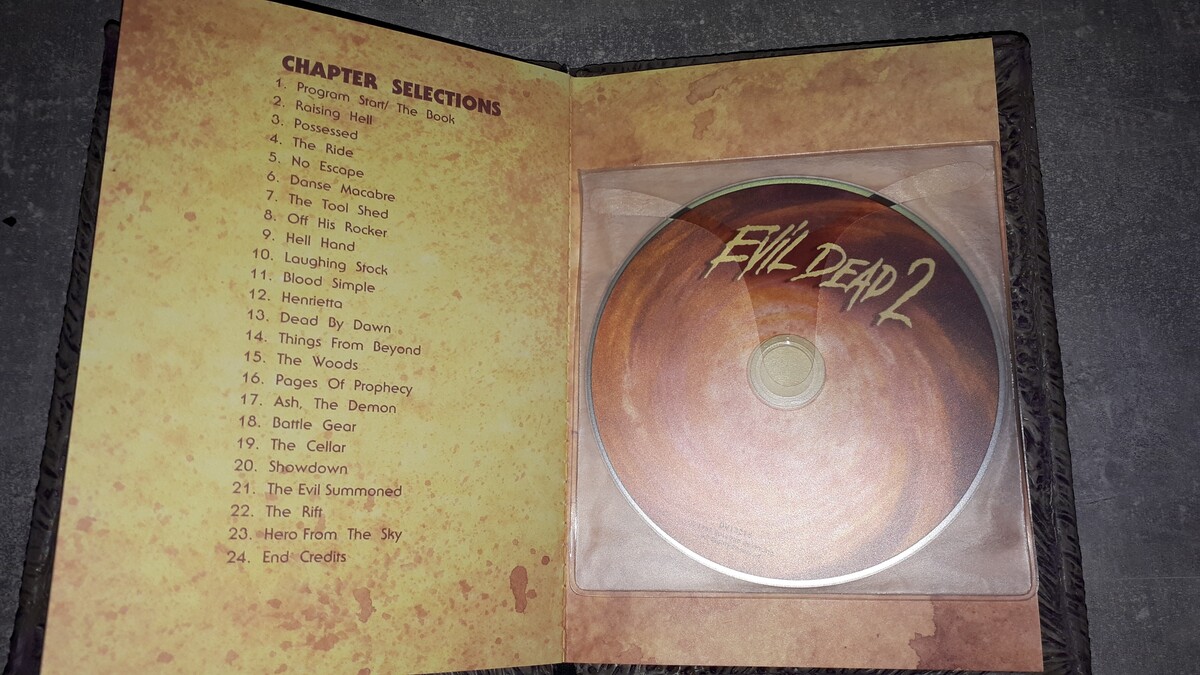 CHAPTER SELECTIONS
1. Program Start/ The Book
2. Raising Hell
3. Possessed
4. The Ride
5. No Escape
6. Danse Macabre
7. The Tool Shed
8. Off His Rocker
9. Hell Hand
10. Laughing Stock
11. Blood Simple
12. Henrietta
13. Dead By Dawn
14. Things From Beyond
15. The Woods
16. Pages Of Prophecy
17. Ash, The Demon
18. Battle Gear
19. The Cellar
20. Showdown
21. The Evil Summoned
22. The Rift
23. Hero From The Sky
24. End Credits
EVIL DEAD 2